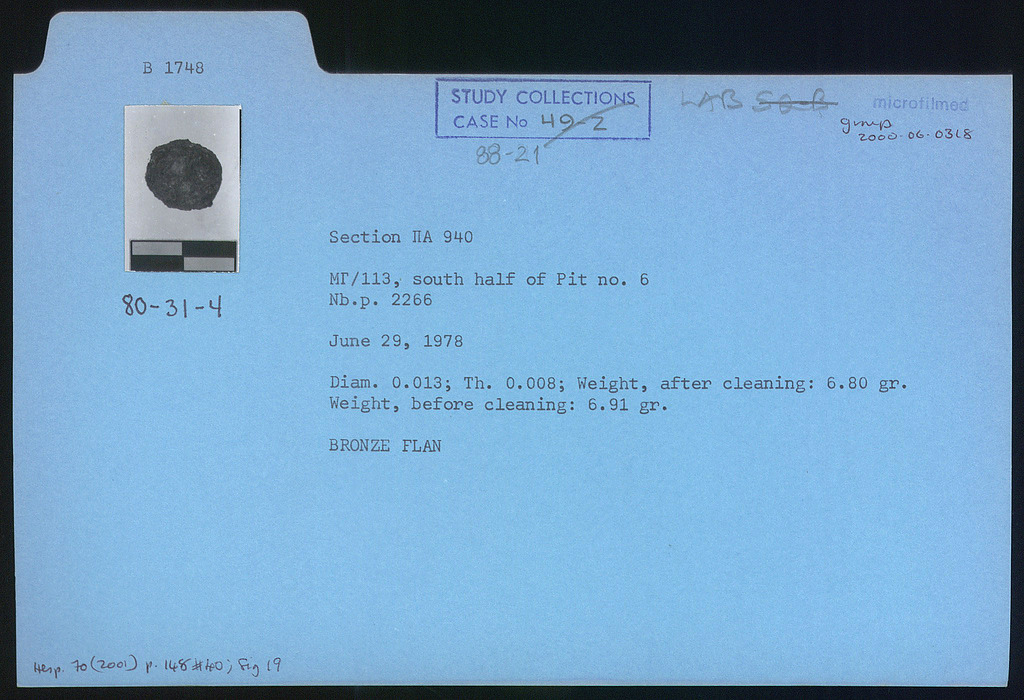 B 1748
STUDY COLLECTIONS
CASE No 49-2
88-21
LAB
microfilmed
group
2000.06.0318
80-31-4
Section ΠΑ 940
ΜΓ/113, south half of Pit no. 6
Nb.p. 2266
June 29, 1978
Diam. 0.013; Th. 0.008; Weight, after cleaning: 6.80 gr.
Weight, before cleaning: 6.91 gr.
BRONZE FLAN
Hesp. 70 (2001) p. 148 #40; Fig 19